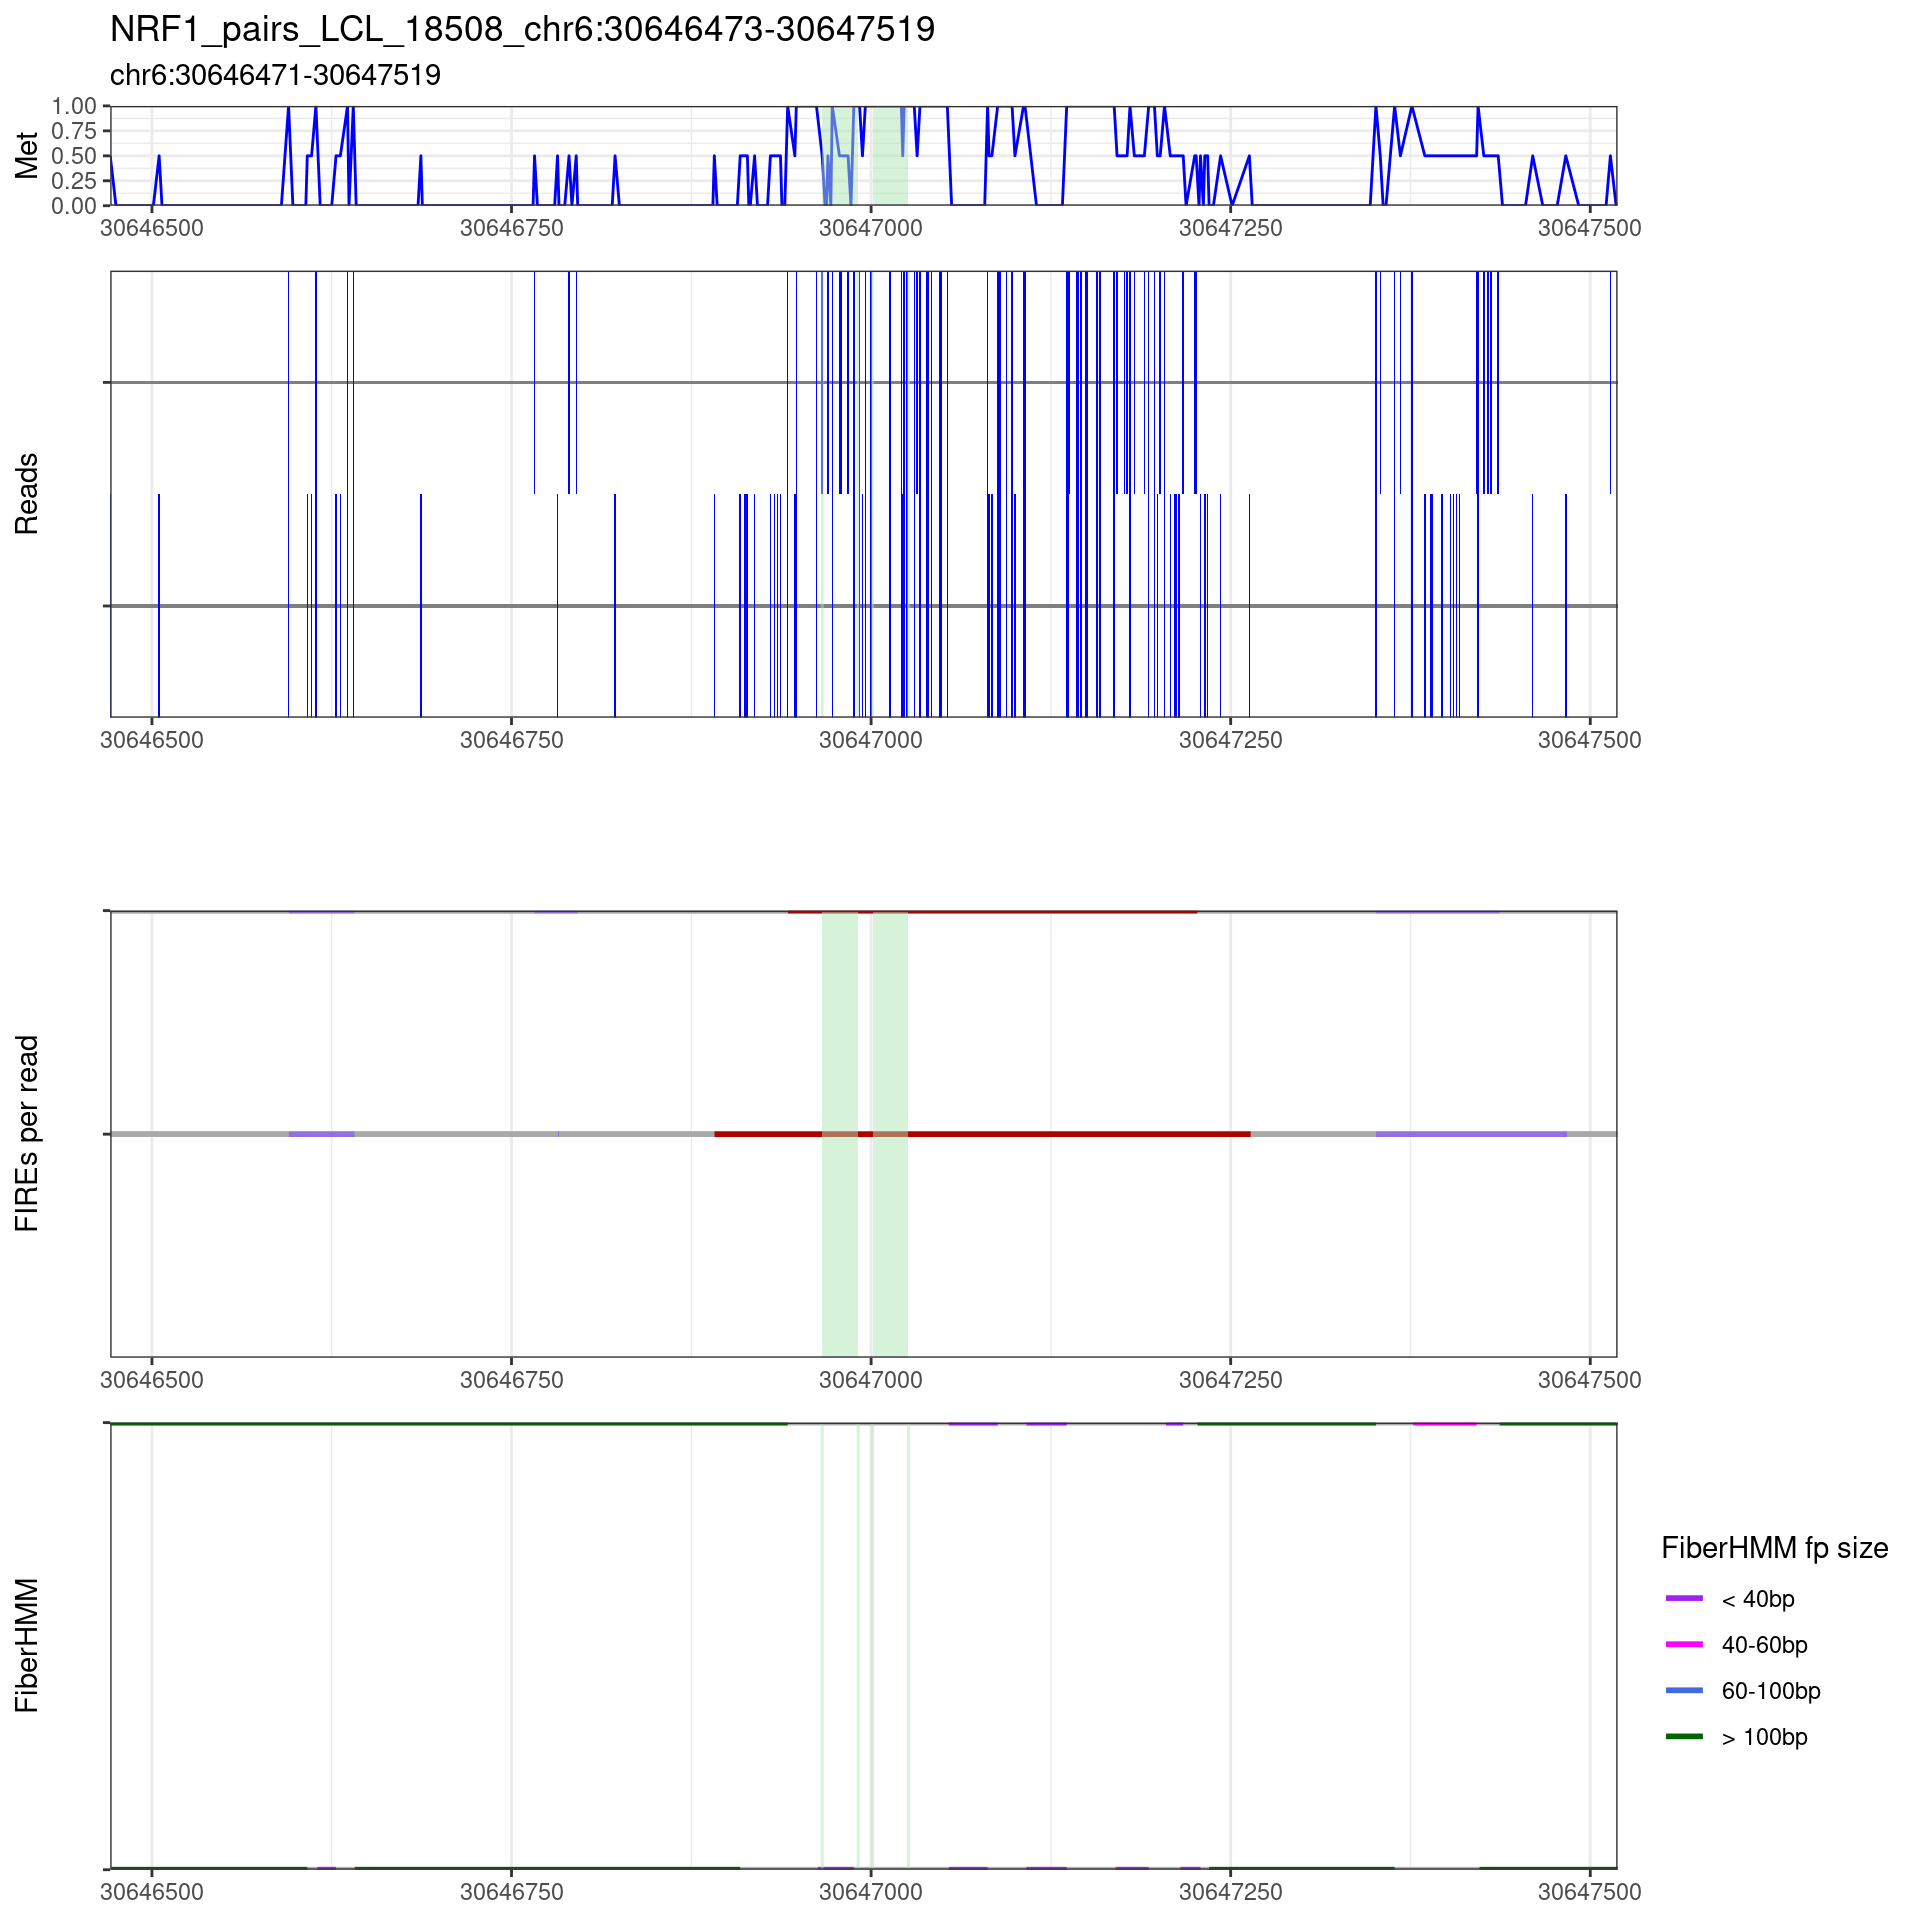 NRF1_pairs_LCL_18508_chr6:30646473-30647519
chr6:30646471-30647519
Met
1.00
0.75
0.50
0.25
0.00
30646500 30646750 30647000 30647250 30647500
Reads
30646500 30646750 30647000 30647250 30647500
FIREs per read
30646500 30646750 30647000 30647250 30647500
FiberHMM
30646500 30646750 30647000 30647250 30647500
FiberHMM fp size
< 40bp
40-60bp
60-100bp
> 100bp